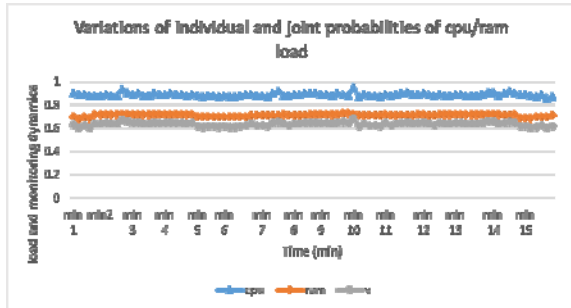 Variations of individual and joint probabilities of cpu/ram
load
load and monitoring dynamics
1
0.8
0.6
0.4
0.2
0
min min2 min min min min min min min min min min min min
1 3 4 5 6 7 8 9 10 11 12 13 14 15
Time (min)
cpu ram v